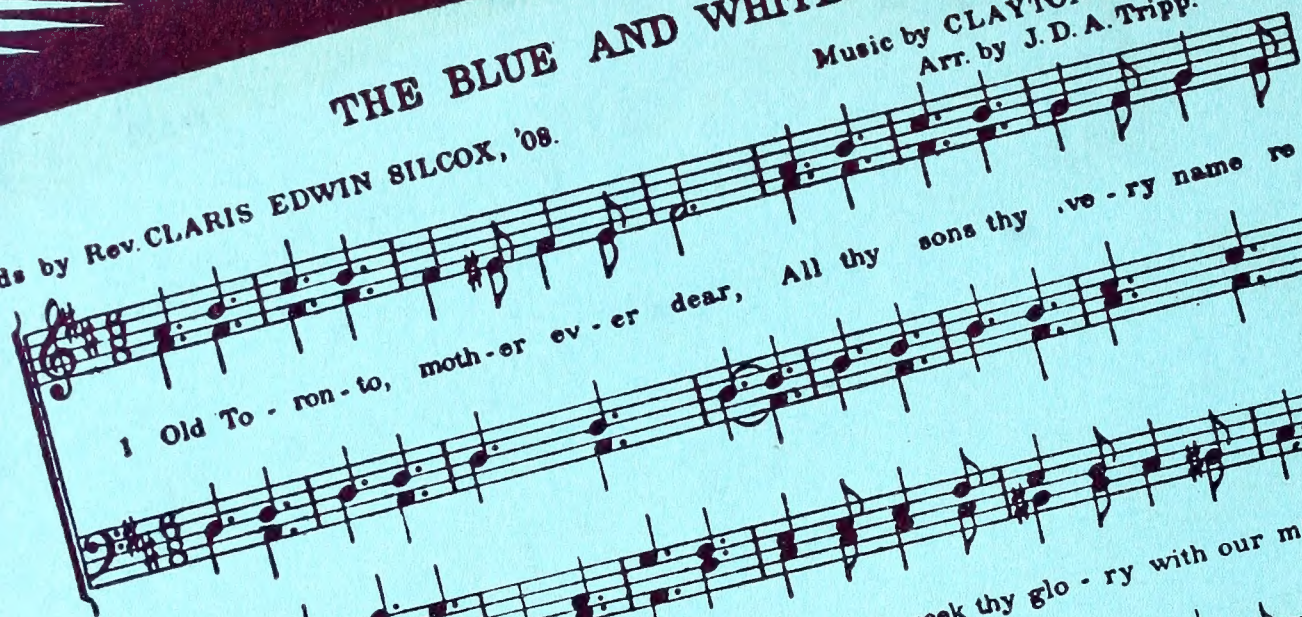 THE BLUE AND WHITE
Music by CLAYTO
Arr. by J. D. A. Tripp.
ds by Rev. CLARIS EDWIN SILCOX, '08.
1 Old To - ron - to, moth - er ev - er dear, All thy sons thy ve - ry name re
thy glo - ry with our m